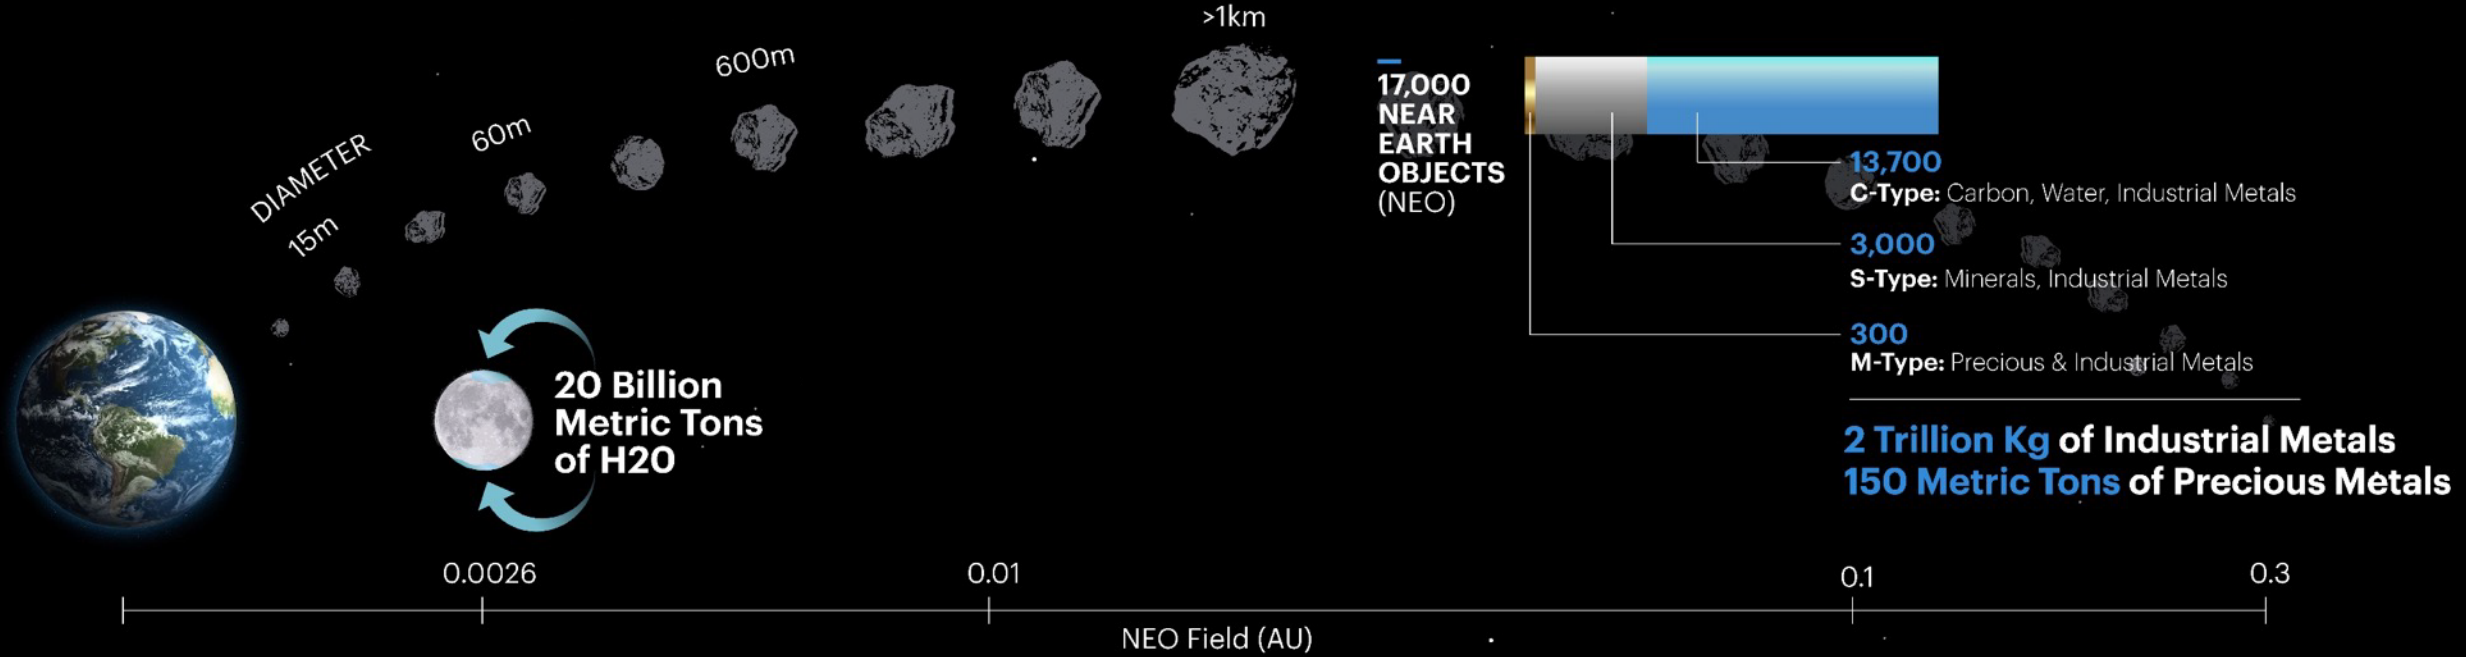 DIAMETER
15m
60m
600m
>1km
17,000
NEAR
EARTH
OBJECTS
(NEO)
13,700
C-Type: Carbon, Water, Industrial Metals
3,000
S-Type: Minerals, Industrial Metals
300
M-Type: Precious & Industrial Metals
2 Trillion Kg of Industrial Metals
150 Metric Tons of Precious Metals
20 Billion
Metric Tons
of H20
0.0026
0.01
0.1
0.3
NEO Field (AU)